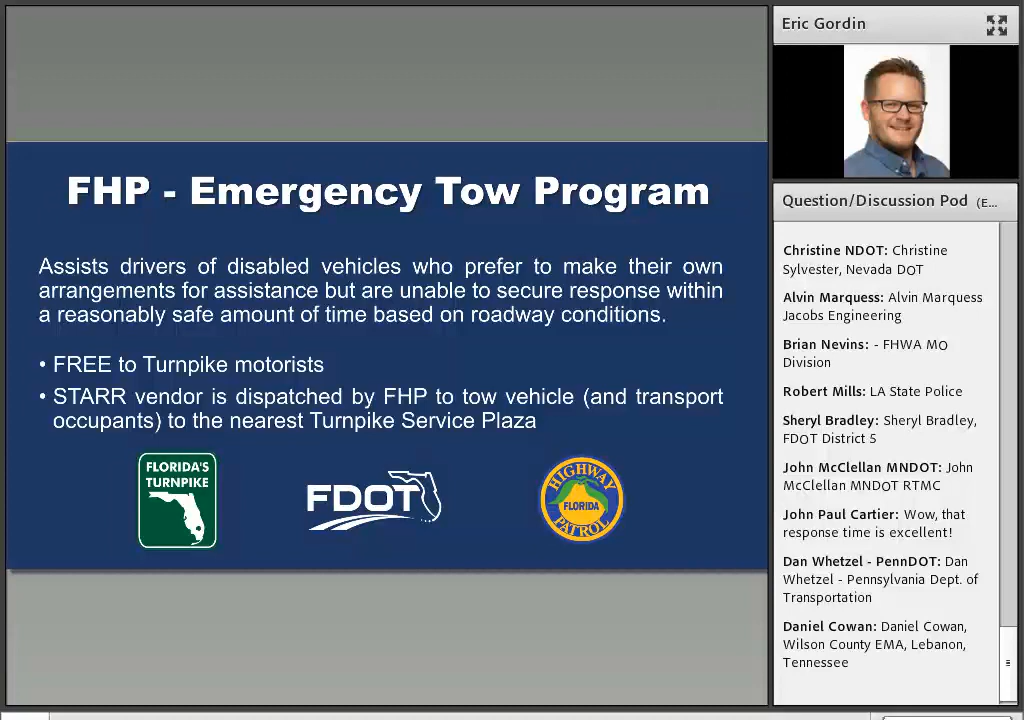 FHP - Emergency Tow Program
Assists drivers of disabled vehicles who prefer to make their own
arrangements for assistance but are unable to secure response within
a reasonably safe amount of time based on roadway conditions.
• FREE to Turnpike motorists
• STARR vendor is dispatched by FHP to tow vehicle (and transport
occupants) to the nearest Turnpike Service Plaza
FLORIDA'S
TURNPIKE
FDOT
HIGHWAY
FLORIDA
PATROL
Eric Gordin
Question/Discussion Pod (E...
Christine NDOT: Christine
Sylvester, Nevada DOT
Alvin Marquess: Alvin Marquess
Jacobs Engineering
Brian Nevins: - FHWA MO
Division
Robert Mills: LA State Police
Sheryl Bradley: Sheryl Bradley,
FDOT District 5
John McClellan MNDOT: John
McClellan MNDOT RTMC
John Paul Cartier: Wow, that
response time is excellent!
Dan Whetzel - PennDOT: Dan
Whetzel - Pennsylvania Dept. of
Transportation
Daniel Cowan: Daniel Cowan,
Wilson County EMA, Lebanon,
Tennessee